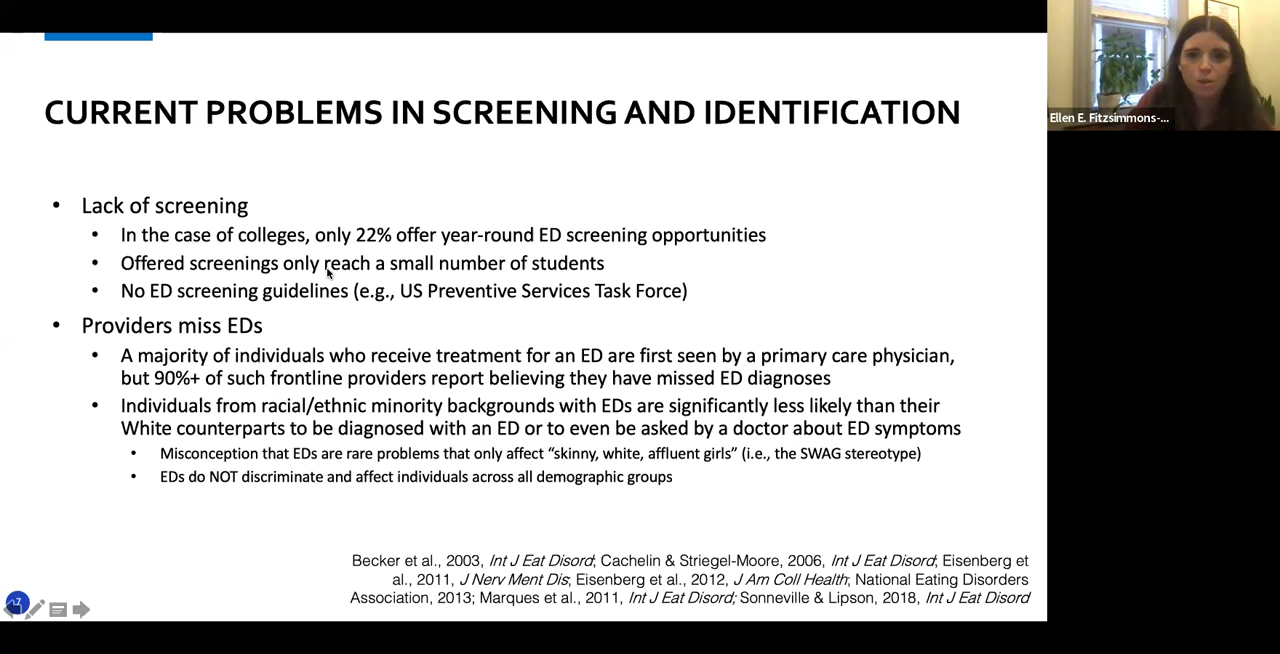 CURRENT PROBLEMS IN SCREENING AND IDENTIFICATION
Ellen E. Fitzsimmons-...
• Lack of screening
• In the case of colleges, only 22% offer year-round ED screening opportunities
• Offered screenings only reach a small number of students
• No ED screening guidelines (e.g., US Preventive Services Task Force)
• Providers miss EDs
• A majority of individuals who receive treatment for an ED are first seen by a primary care physician,
but 90%+ of such frontline providers report believing they have missed ED diagnoses
• Individuals from racial/ethnic minority backgrounds with EDs are significantly less likely than their
White counterparts to be diagnosed with an ED or to even be asked by a doctor about ED symptoms
• Misconception that EDs are rare problems that only affect “skinny, white, affluent girls” (i.e., the SWAG stereotype)
• EDs do NOT discriminate and affect individuals across all demographic groups
Becker et al., 2003, Int J Eat Disord; Cachelin & Striegel-Moore, 2006, Int J Eat Disord; Eisenberg et
al., 2011, J Nerv Ment Dis; Eisenberg et al., 2012, J Am Coll Health; National Eating Disorders
Association, 2013; Marques et al., 2011, Int J Eat Disord; Sonneville & Lipson, 2018, Int J Eat Disord